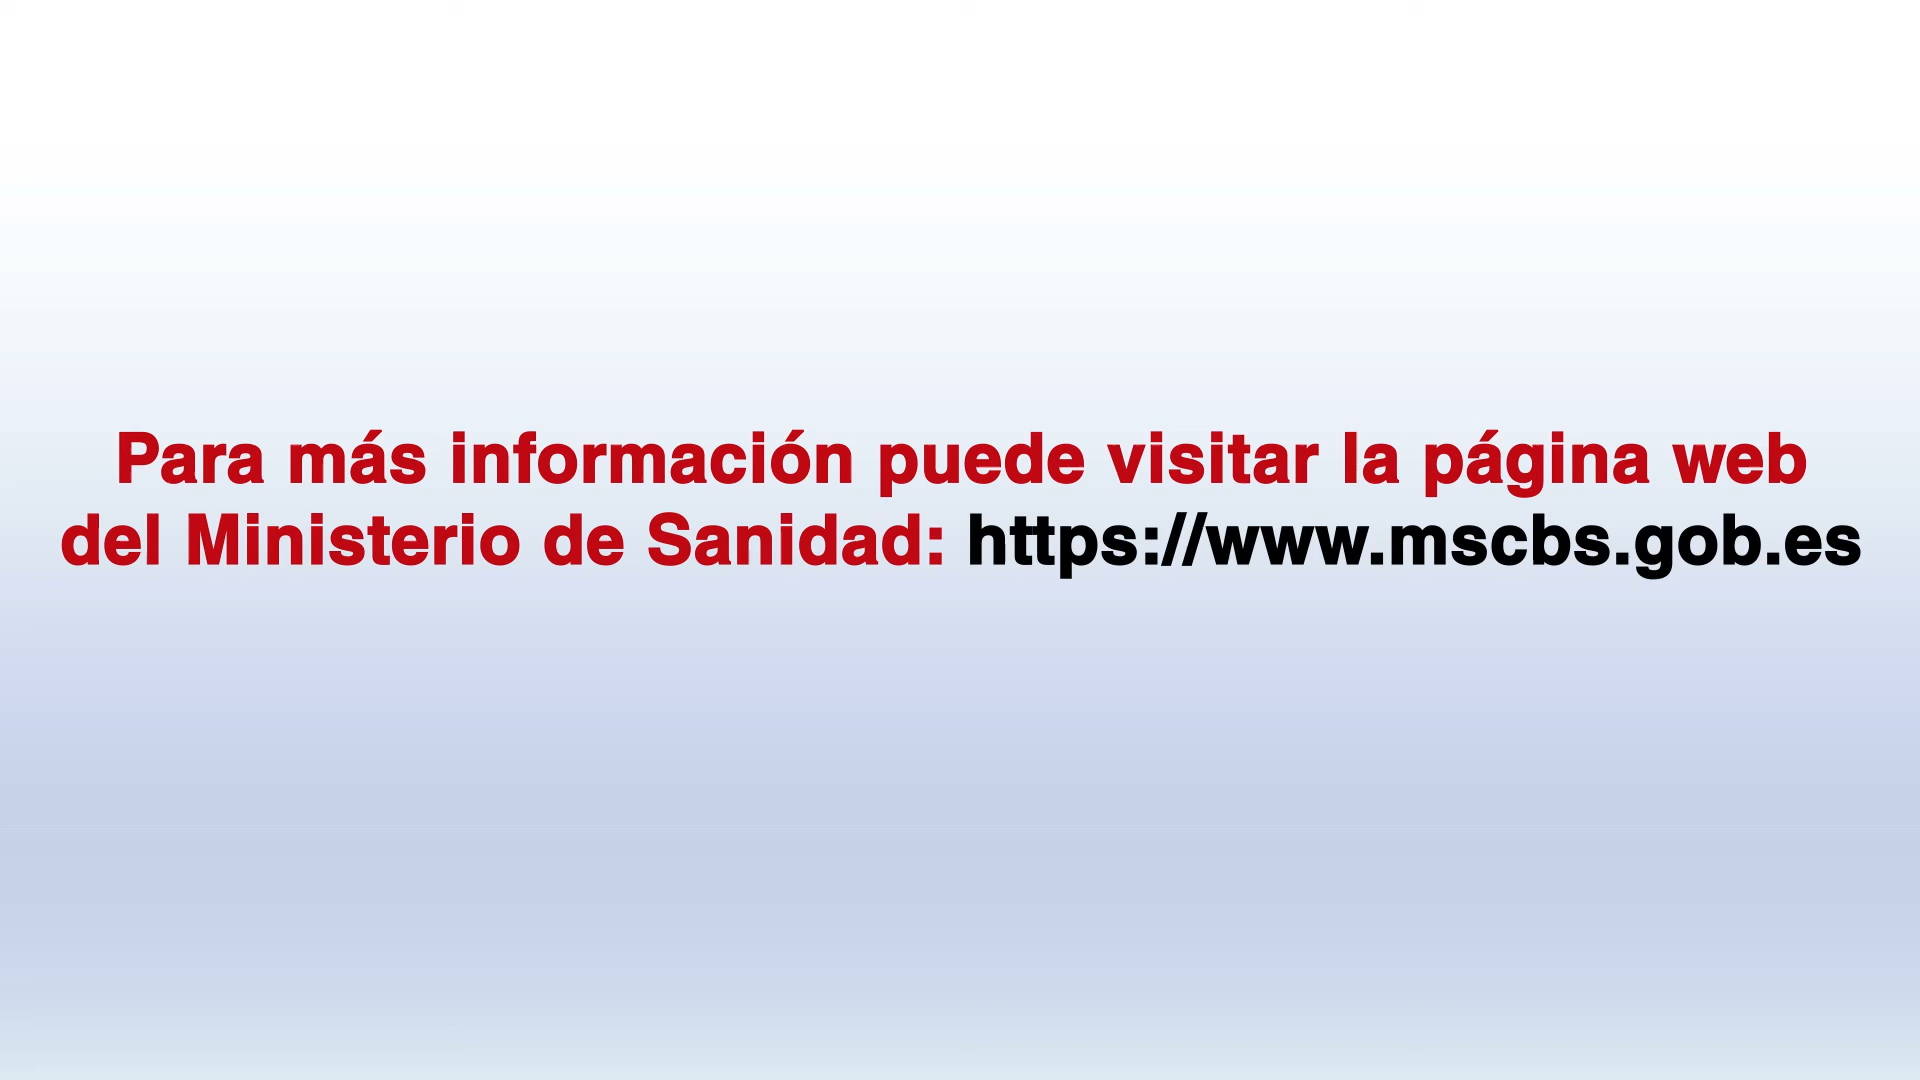 Para más información puede visitar la página web
del Ministerio de Sanidad: https://www.mscbs.gob.es